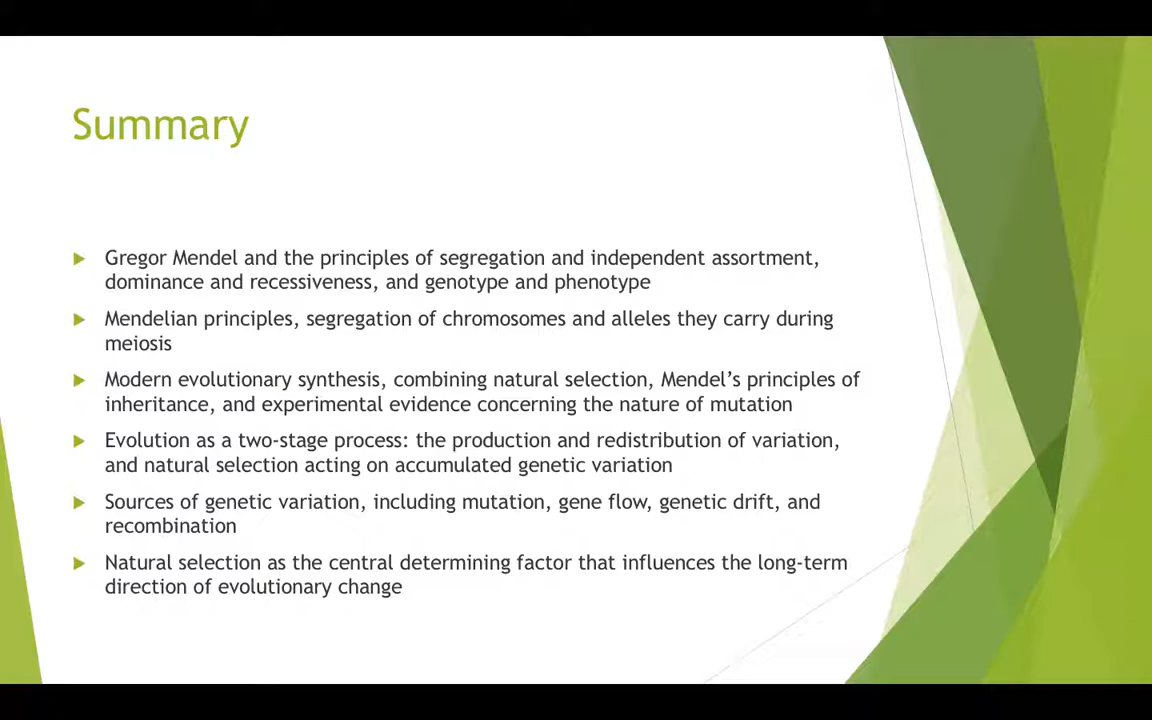 Summary
Gregor Mendel and the principles of segregation and independent assortment,
dominance and recessiveness, and genotype and phenotype
Mendelian principles, segregation of chromosomes and alleles they carry during
meiosis
Modern evolutionary synthesis, combining natural selection, Mendel’s principles of
inheritance, and experimental evidence concerning the nature of mutation
Evolution as a two-stage process: the production and redistribution of variation,
and natural selection acting on accumulated genetic variation
Sources of genetic variation, including mutation, gene flow, genetic drift, and
recombination
Natural selection as the central determining factor that influences the long-term
direction of evolutionary change